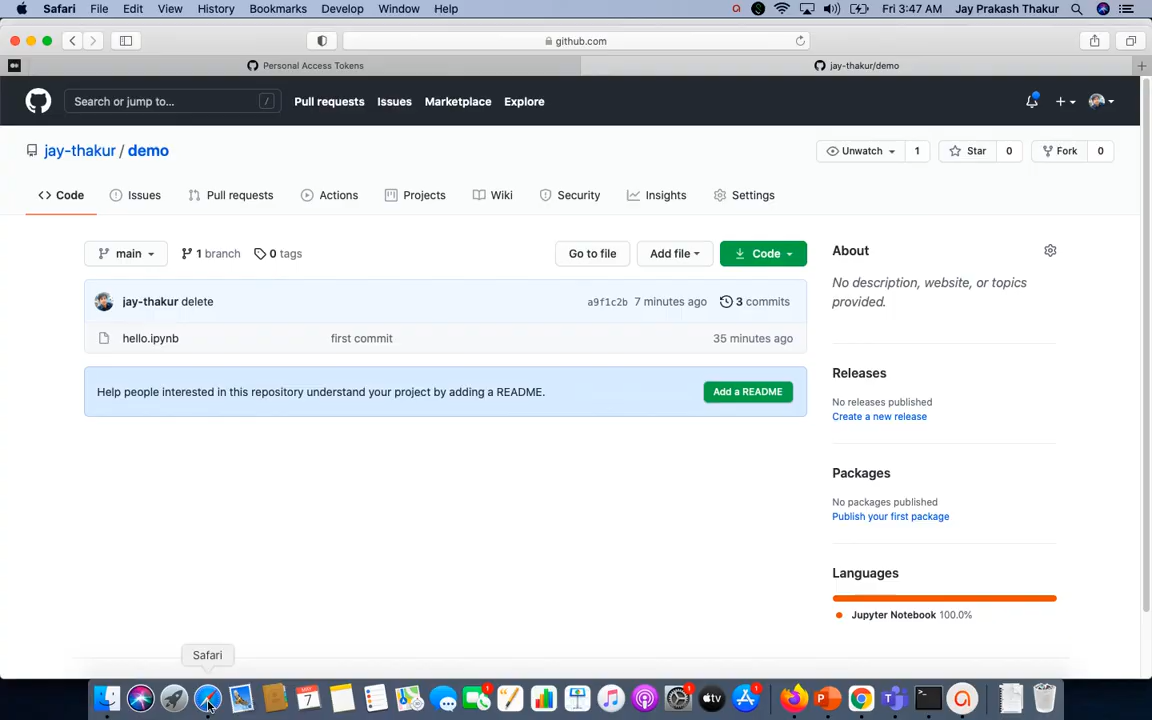 Safari File Edit View History Bookmarks Develop Window Help Fri 3:47 AM Jay Prakash Thakur
github.com
Personal Access Tokens jay-thakur/demo
Search or jump to... / Pull requests Issues Marketplace Explore
jay-thakur / demo Unwatch 1 Star 0 Fork 0
Code Issues Pull requests Actions Projects Wiki Security Insights Settings
main 1 branch 0 tags Go to file Add file Code
About
No description, website, or topics
provided.
jay-thakur delete a9f1c2b 7 minutes ago 3 commits
hello.ipynb first commit 35 minutes ago
Help people interested in this repository understand your project by adding a README. Add a README
Releases
No releases published
Create a new release
Packages
No packages published
Publish your first package
Languages
Jupyter Notebook 100.0%
Safari